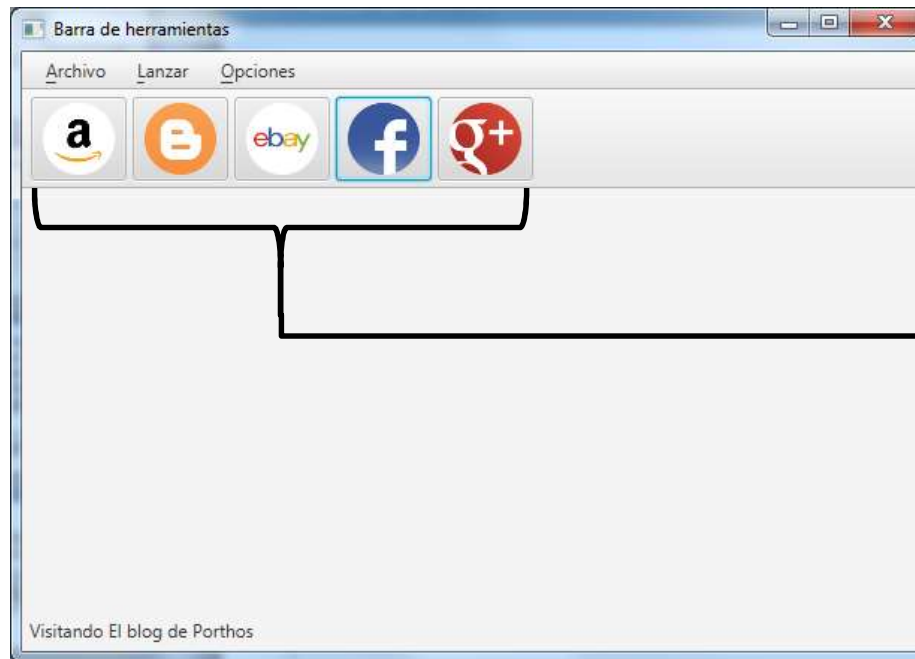 Barra de herramientas
Archivo Lanzar Opciones
a ebay f g+
Visitando El blog de Porthos